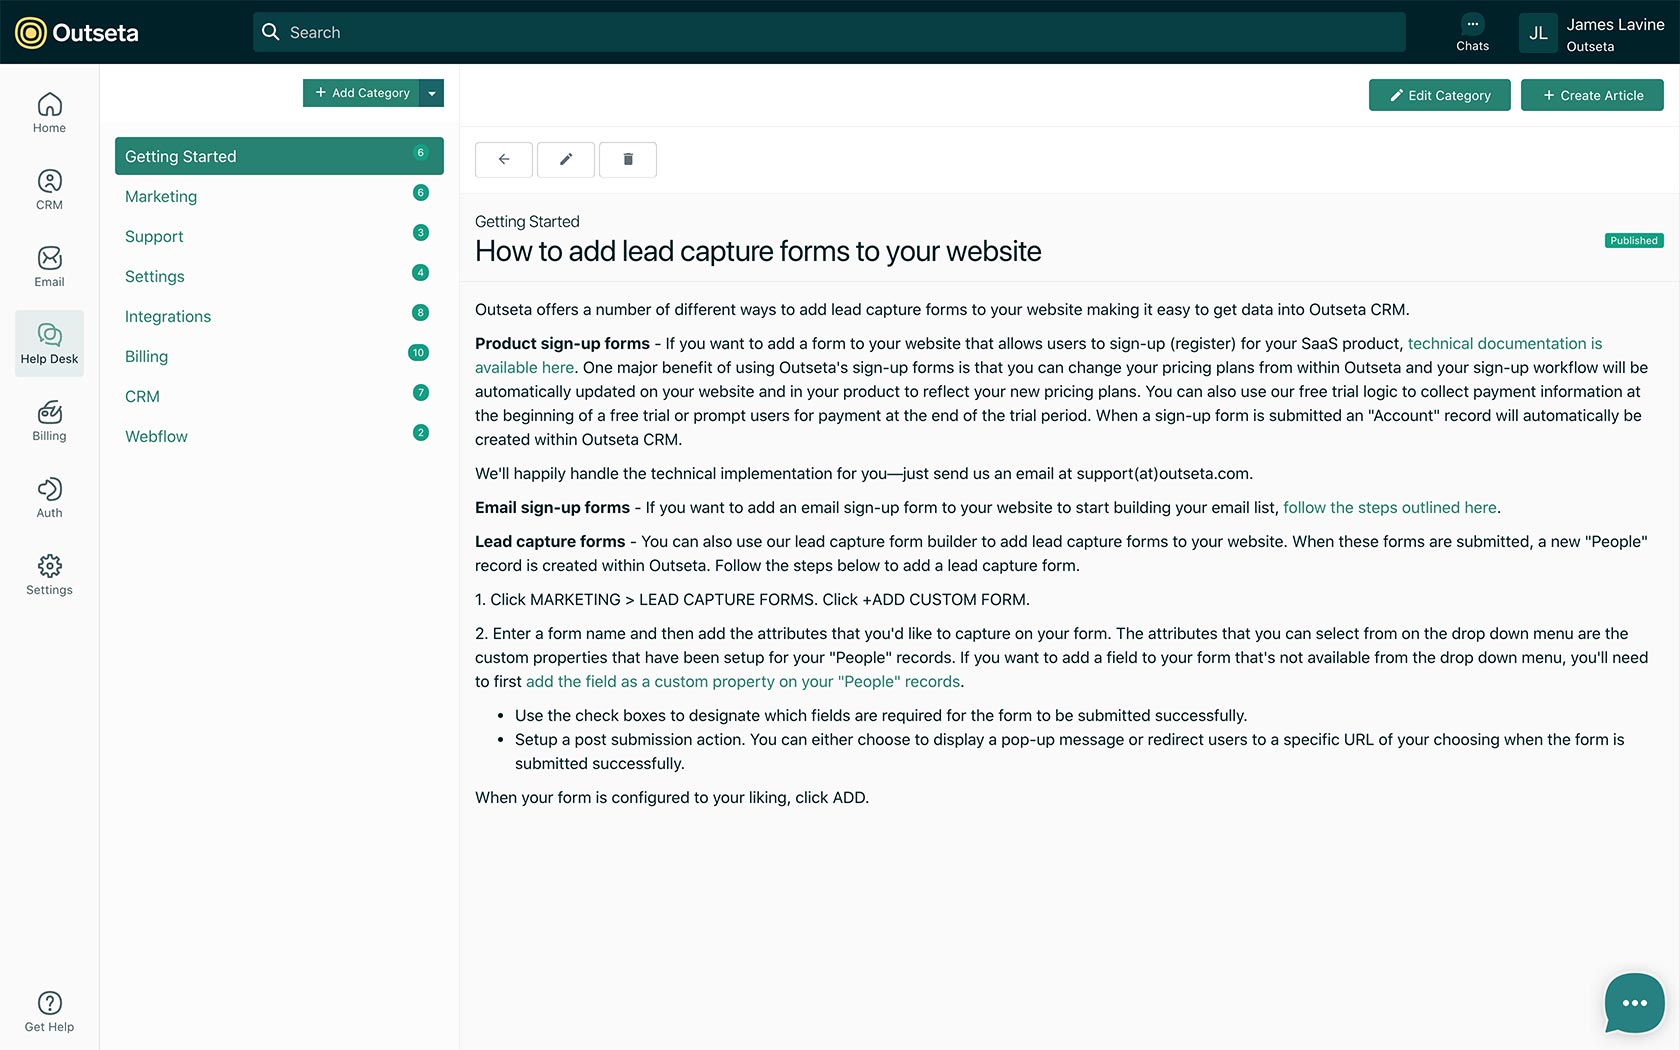 Outseta
Search
Chats
JL
James Lavine
Outseta
Home
CRM
Email
Help Desk
Billing
Auth
Settings
Get Help
+ Add Category
Getting Started 6
Marketing 6
Support 3
Settings 4
Integrations 8
Billing 10
CRM 7
Webflow 2
Edit Category
+ Create Article
Getting Started
How to add lead capture forms to your website
Published
Outseta offers a number of different ways to add lead capture forms to your website making it easy to get data into Outseta CRM.
Product sign-up forms - If you want to add a form to your website that allows users to sign-up (register) for your SaaS product, technical documentation is
available here. One major benefit of using Outseta's sign-up forms is that you can change your pricing plans from within Outseta and your sign-up workflow will be
automatically updated on your website and in your product to reflect your new pricing plans. You can also use our free trial logic to collect payment information at
the beginning of a free trial or prompt users for payment at the end of the trial period. When a sign-up form is submitted an "Account" record will automatically be
created within Outseta CRM.
We'll happily handle the technical implementation for you—just send us an email at support(at)outseta.com.
Email sign-up forms - If you want to add an email sign-up form to your website to start building your email list, follow the steps outlined here.
Lead capture forms - You can also use our lead capture form builder to add lead capture forms to your website. When these forms are submitted, a new "People"
record is created within Outseta. Follow the steps below to add a lead capture form.
1. Click MARKETING > LEAD CAPTURE FORMS. Click +ADD CUSTOM FORM.
2. Enter a form name and then add the attributes that you'd like to capture on your form. The attributes that you can select from on the drop down menu are the
custom properties that have been setup for your "People" records. If you want to add a field to your form that's not available from the drop down menu, you'll need
to first add the field as a custom property on your "People" records.
• Use the check boxes to designate which fields are required for the form to be submitted successfully.
• Setup a post submission action. You can either choose to display a pop-up message or redirect users to a specific URL of your choosing when the form is
submitted successfully.
When your form is configured to your liking, click ADD.